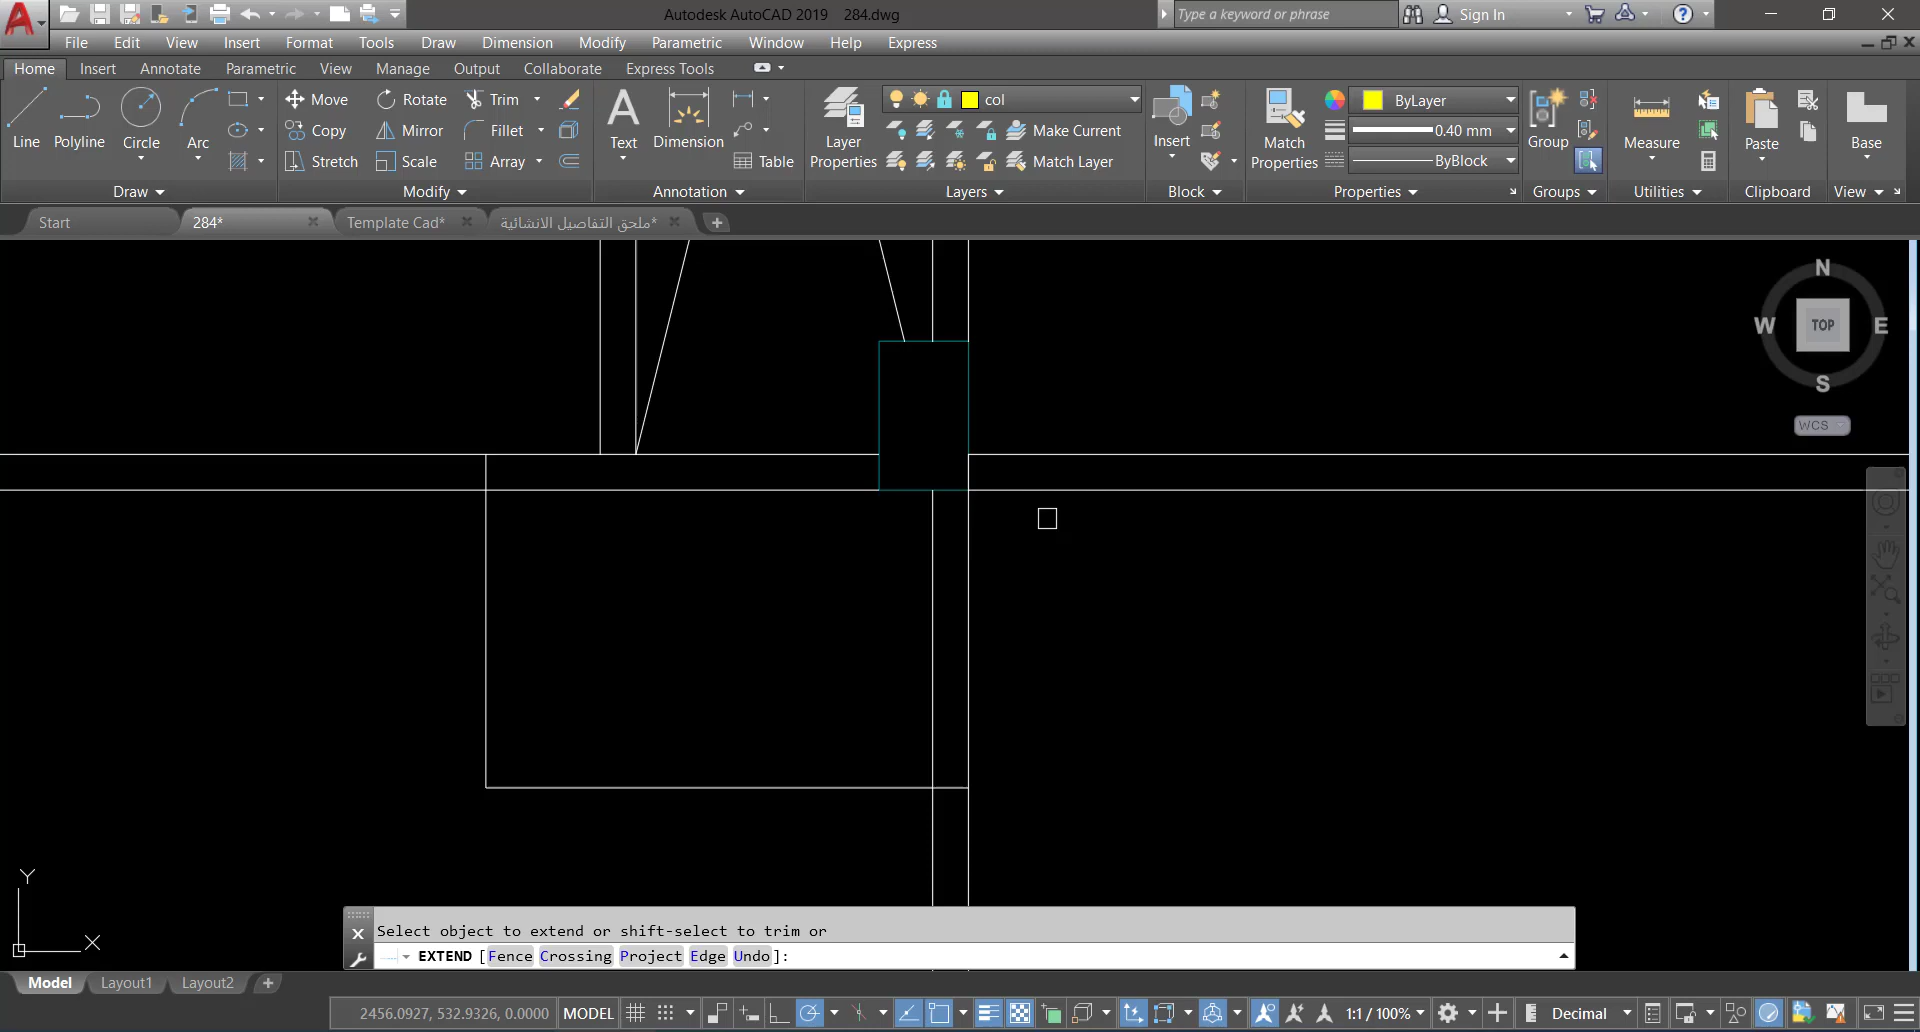 Autodesk AutoCAD 2019 284.dwg
Type a keyword or phrase
Sign In
File Edit View Insert Format Tools Draw Dimension Modify Parametric Window Help Express
Home Insert Annotate Parametric View Manage Output Collaborate Express Tools
Line
Polyline
Circle
Arc
Draw
Move
Rotate
Trim
Copy
Mirror
Fillet
Stretch
Scale
Array
Modify
Text
Dimension
Table
Annotation
Layer
Properties
col
Make Current
Match Layer
Layers
Insert
Block
Match
Properties
ByLayer
0.40 mm
ByBlock
Properties
Group
Groups
Measure
Utilities
Paste
Clipboard
Base
View
Start
284*
Template Cad*
ملحق التفاصيل الانشائية*
N
W TOP E
S
WCS
Y
X
Select object to extend or shift-select to trim or
EXTEND [Fence Crossing Project Edge Undo]:
Model Layout1 Layout2
2456.0927, 532.9326, 0.0000 MODEL 1:1 / 100% Decimal